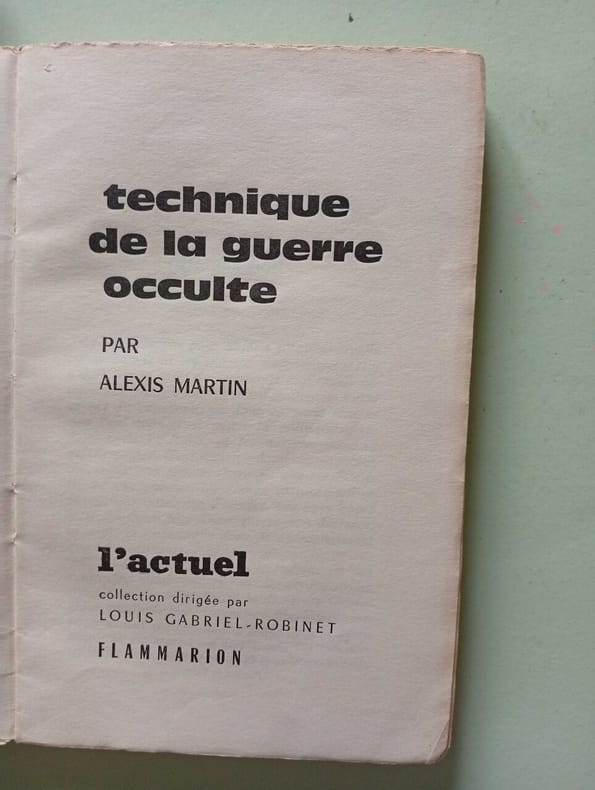 technique
de la guerre
occulte
PAR
ALEXIS MARTIN
l'actuel
collection dirigée par
LOUIS GABRIEL-ROBINET
FLAMMARION